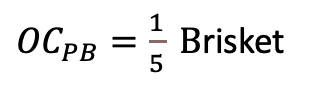 OC_PB = 1/5 Brisket